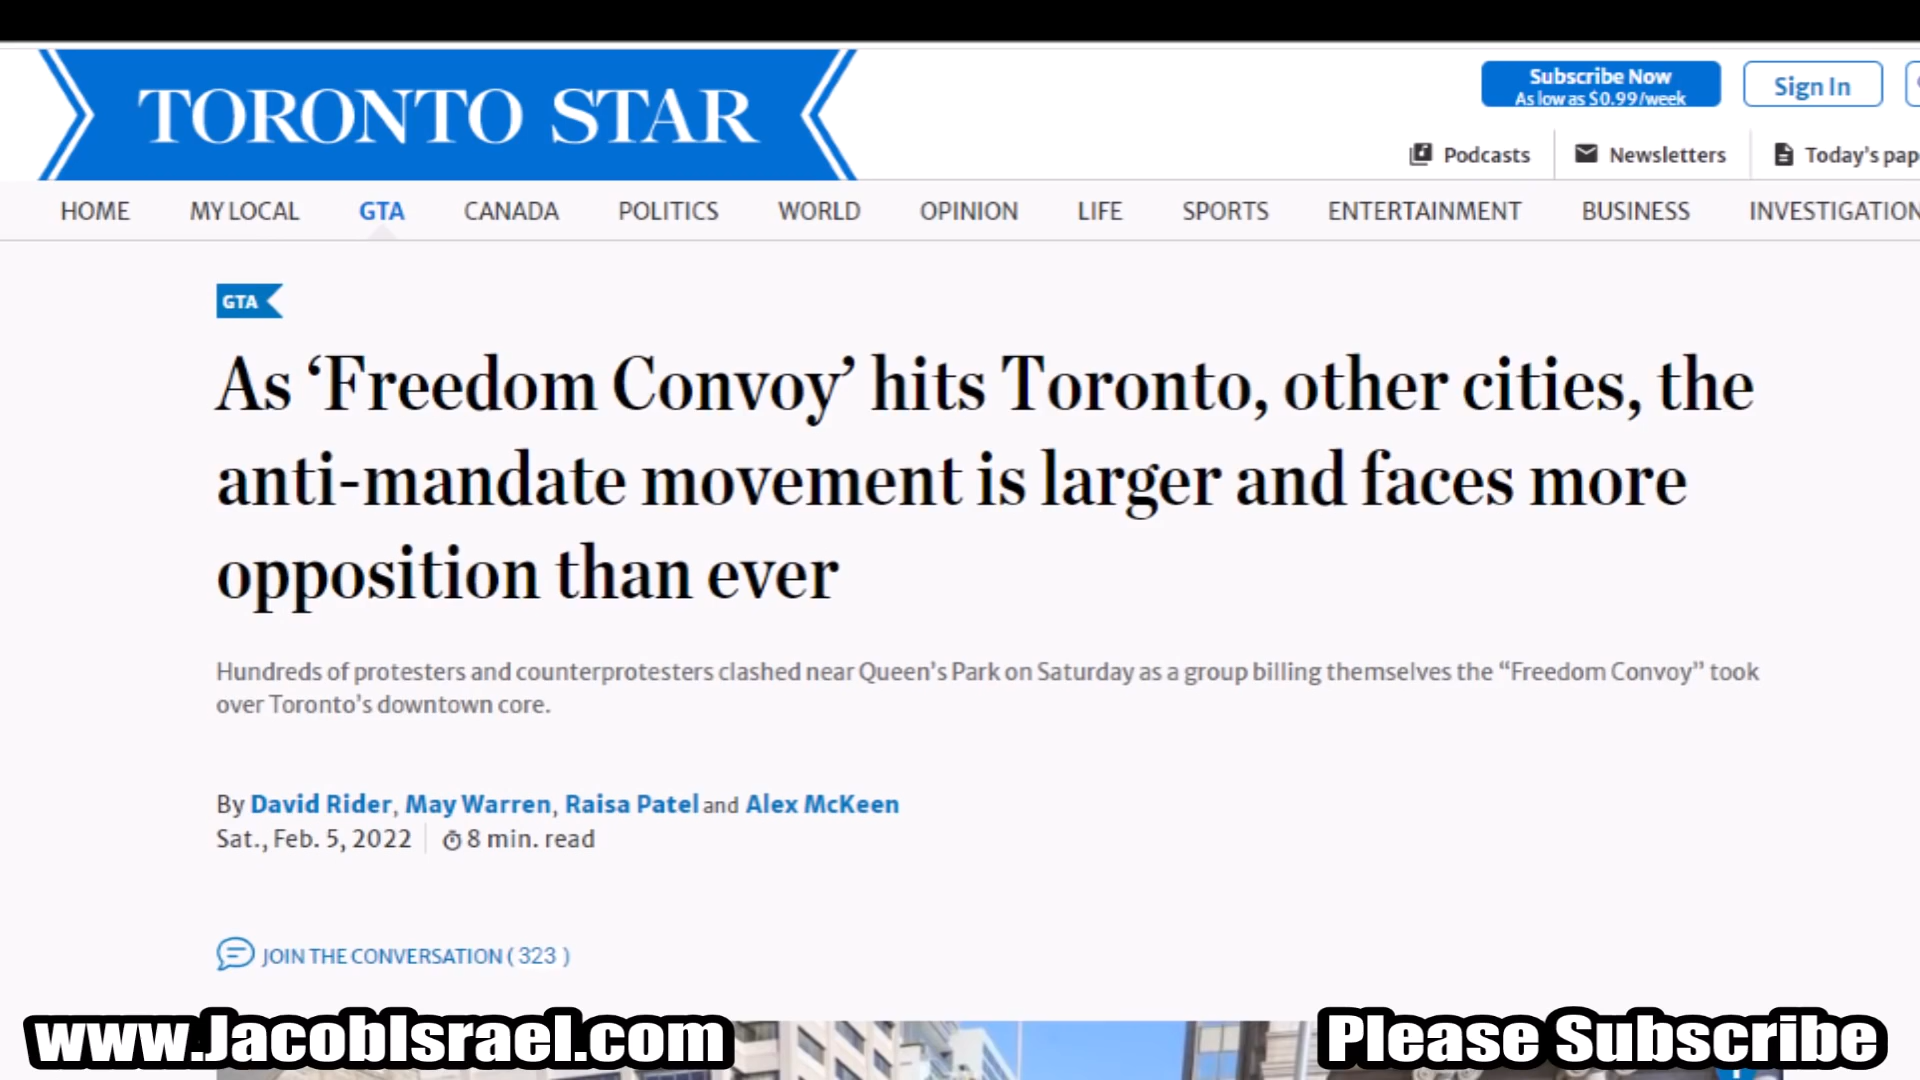 TORONTO STAR
Subscribe Now
As low as $0.99/week
Sign In
Podcasts
Newsletters
Today's pap
HOME MY LOCAL GTA CANADA POLITICS WORLD OPINION LIFE SPORTS ENTERTAINMENT BUSINESS INVESTIGATION
GTA
As ‘Freedom Convoy’ hits Toronto, other cities, the
anti-mandate movement is larger and faces more
opposition than ever
Hundreds of protesters and counterprotesters clashed near Queen’s Park on Saturday as a group billing themselves the “Freedom Convoy” took
over Toronto’s downtown core.
By David Rider, May Warren, Raisa Patel and Alex McKeen
Sat., Feb. 5, 2022 8 min. read
JOIN THE CONVERSATION ( 323 )
www.JacobIsrael.com
Please Subscribe